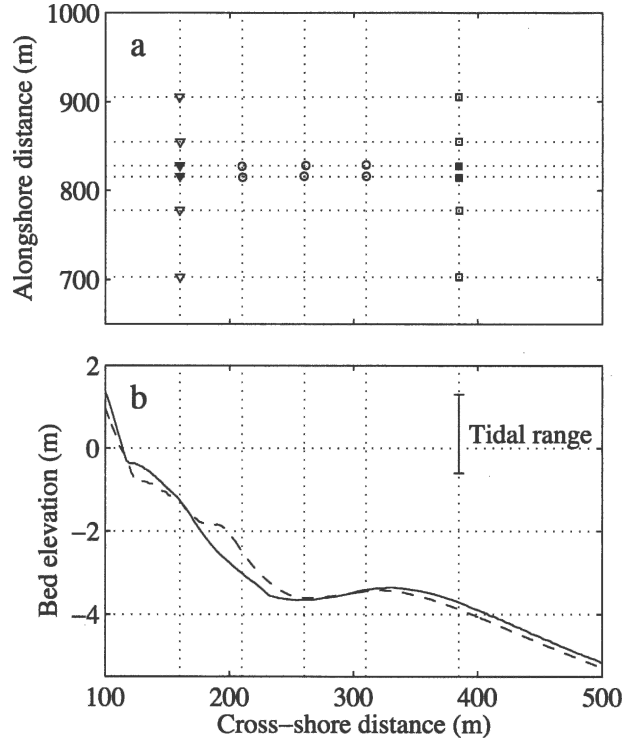 1000
a
900
800
700
Alongshore distance (m)
2
b
0
Tidal range
−2
−4
Bed elevation (m)
100
200
300
400
500
Cross−shore distance (m)